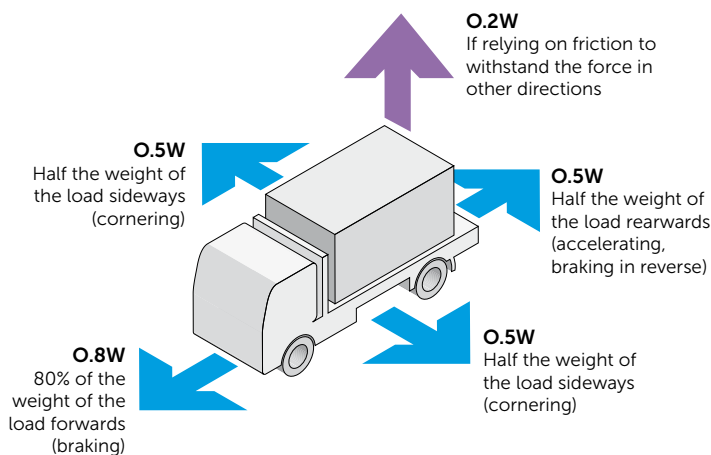 O.2W
If relying on friction to
withstand the force in
other directions
O.5W
Half the weight of
the load sideways
(cornering)
O.5W
Half the weight of
the load rearwards
(accelerating,
braking in reverse)
O.5W
Half the weight of
the load sideways
(cornering)
O.8W
80% of the
weight of the
load forwards
(braking)